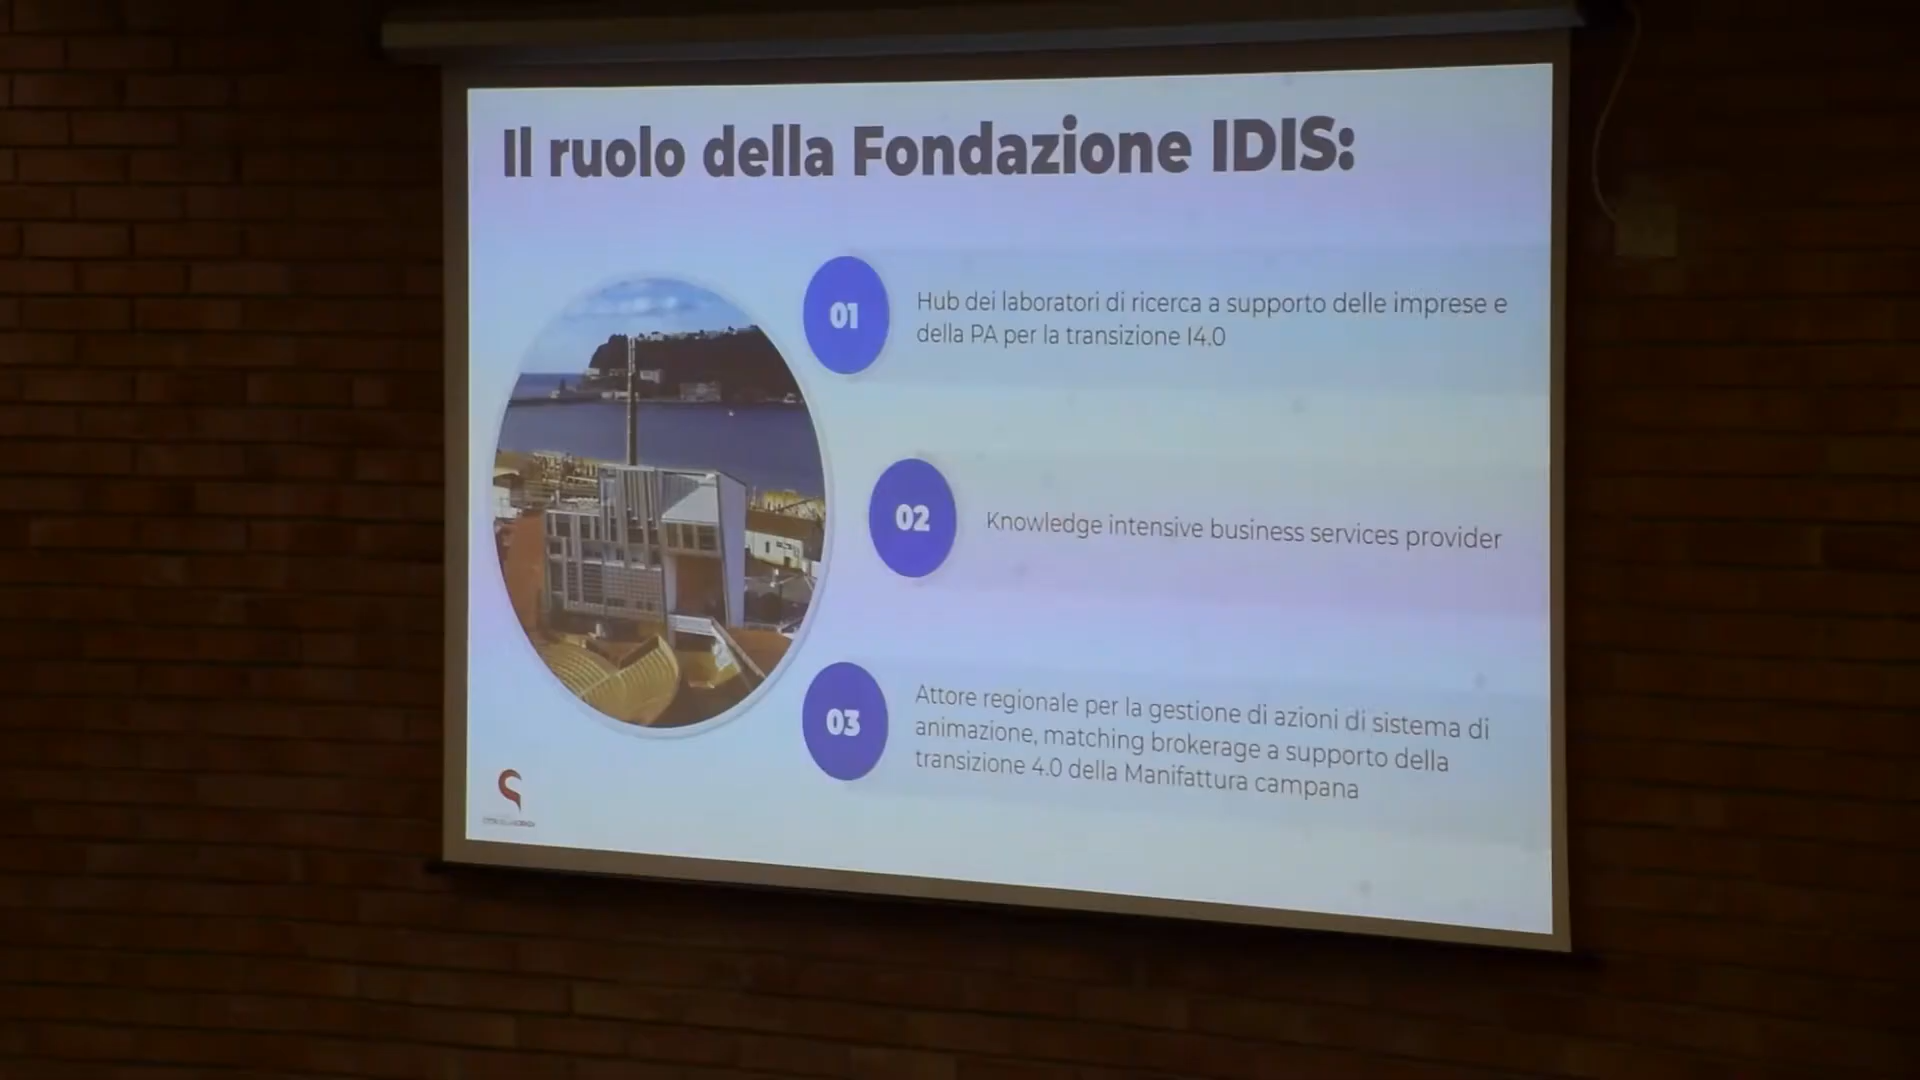 Il ruolo della Fondazione IDIS:
01
Hub dei laboratori di ricerca a supporto delle imprese e
della PA per la transizione I4.0
02
Knowledge intensive business services provider
03
Attore regionale per la gestione di azioni di sistema di
animazione, matching brokerage a supporto della
transizione 4.0 della Manifattura campana